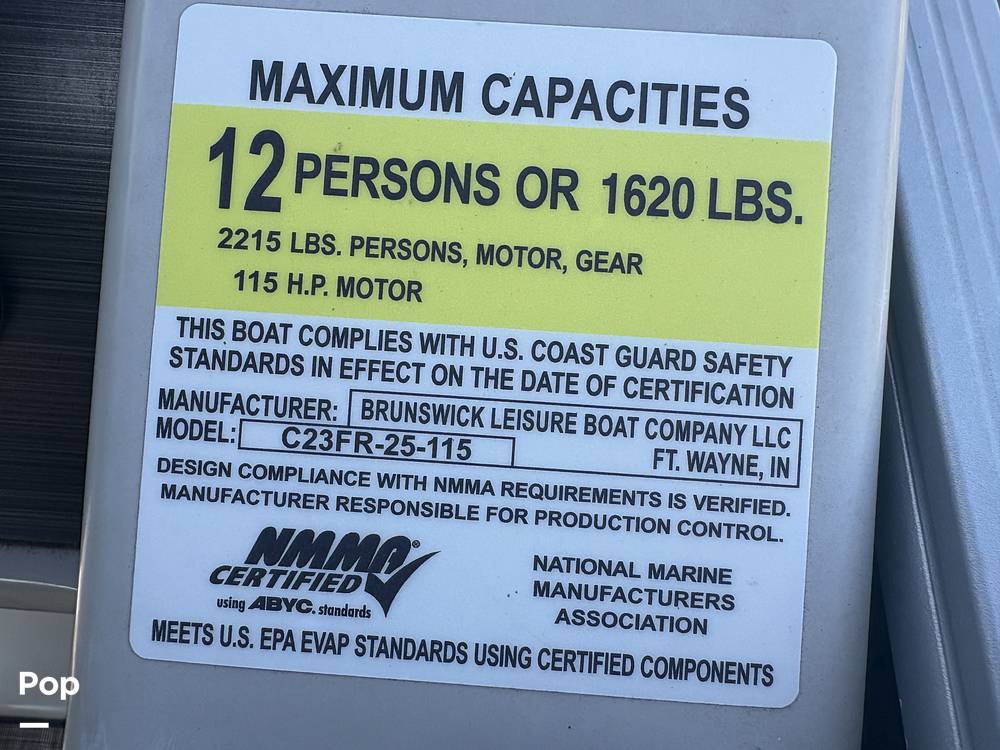 MAXIMUM CAPACITIES
12 PERSONS OR 1620 LBS.
2215 LBS. PERSONS, MOTOR, GEAR
115 H.P. MOTOR
THIS BOAT COMPLIES WITH U.S. COAST GUARD SAFETY
STANDARDS IN EFFECT ON THE DATE OF CERTIFICATION
MANUFACTURER: BRUNSWICK LEISURE BOAT COMPANY LLC
MODEL: C23FR-25-115 FT. WAYNE, IN
DESIGN COMPLIANCE WITH NMMA REQUIREMENTS IS VERIFIED.
MANUFACTURER RESPONSIBLE FOR PRODUCTION CONTROL.
NMMA®
CERTIFIED
using ABYC. standards
NATIONAL MARINE
MANUFACTURERS
ASSOCIATION
MEETS U.S. EPA EVAP STANDARDS USING CERTIFIED COMPONENTS
Pop